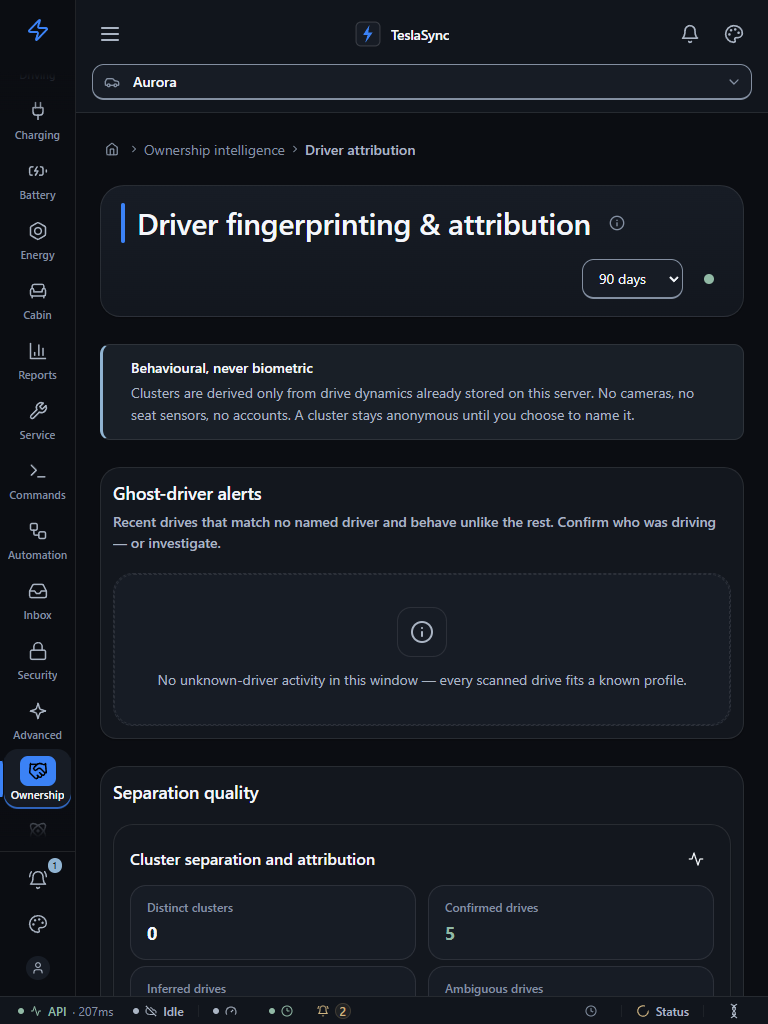 TeslaSync
Aurora
Driving
Charging
Battery
Energy
Cabin
Reports
Service
Commands
Automation
Inbox
Security
Advanced
Ownership
1
Ownership intelligence
Driver attribution
Driver fingerprinting & attribution
90 days
Behavioural, never biometric
Clusters are derived only from drive dynamics already stored on this server. No cameras, no
seat sensors, no accounts. A cluster stays anonymous until you choose to name it.
Ghost-driver alerts
Recent drives that match no named driver and behave unlike the rest. Confirm who was driving
— or investigate.
No unknown-driver activity in this window — every scanned drive fits a known profile.
Separation quality
Cluster separation and attribution
Distinct clusters
0
Confirmed drives
5
Inferred drives
Ambiguous drives
API · 207ms
Idle
2
Status